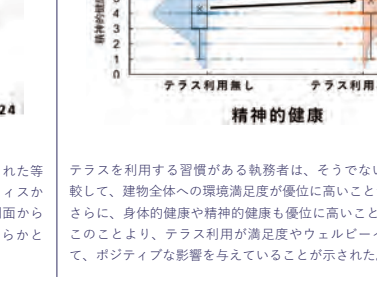 4
3
2
1
0
テラス利用無し
テラス利用
精神的健康
24
れた等
ィスか
面から
らかと
テラスを利用する習慣がある執務者は、そうでない
較して、建物全体への環境満足度が優位に高いこと
さらに、身体的健康や精神的健康も優位に高いこと
このことより、テラス利用が満足度やウェルビーイ
て、ポジティブな影響を与えていることが示された